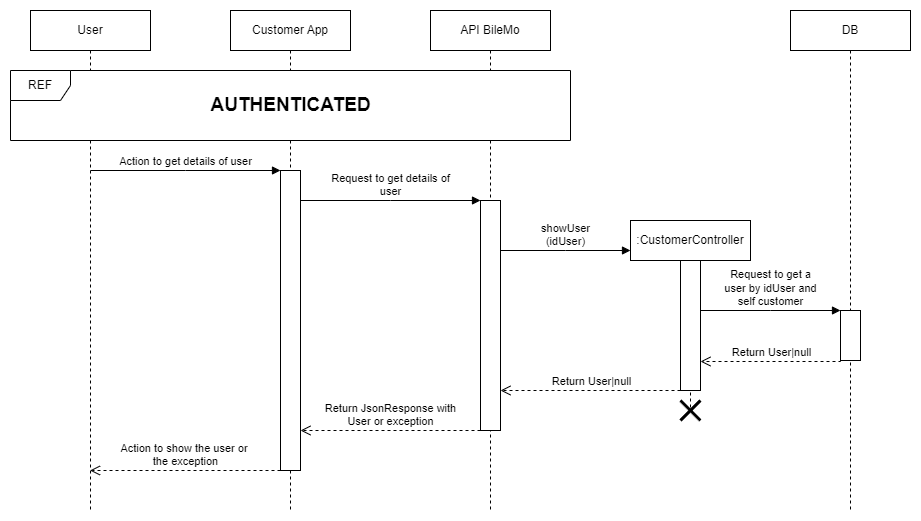 User
Customer App
API BileMo
DB
REF
AUTHENTICATED
Action to get details of user
Request to get details of
user
showUser
(idUser)
:CustomerController
Request to get a
user by idUser and
self customer
Return User|null
Return User|null
Return JsonResponse with
User or exception
Action to show the user or
the exception